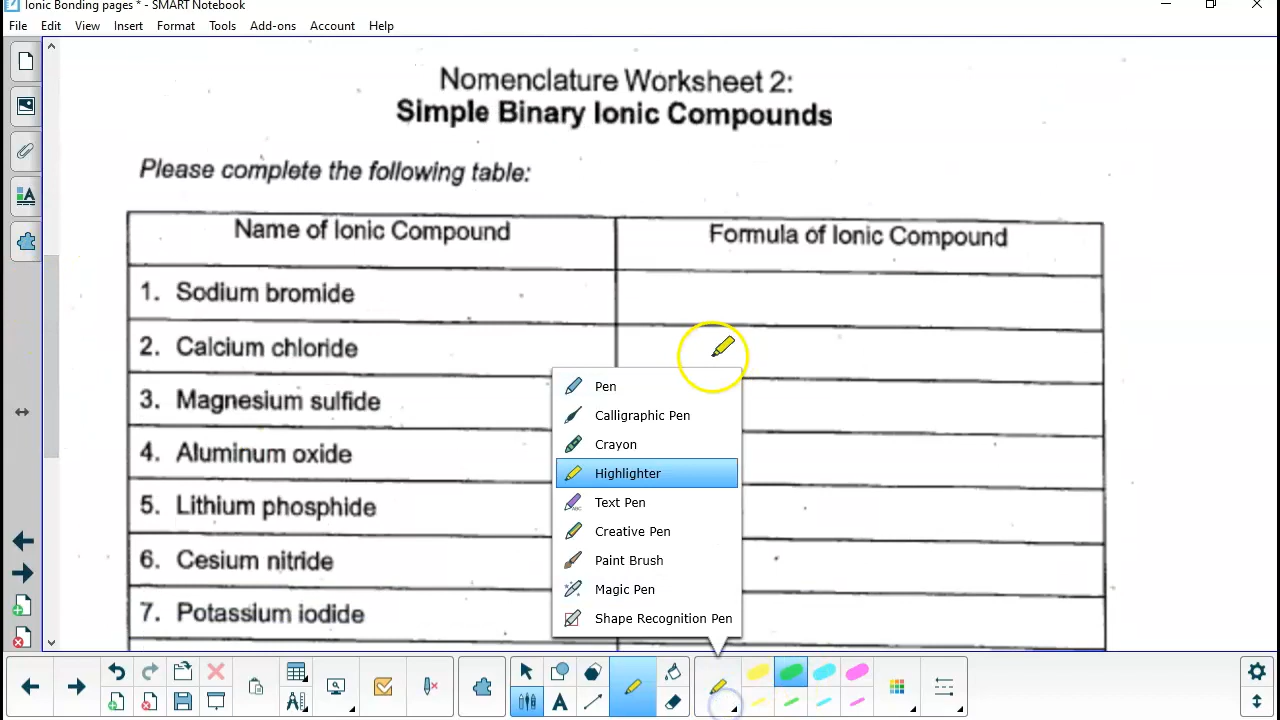 Ionic Bonding pages * - SMART Notebook
File Edit View Insert Format Tools Add-ons Account Help
Nomenclature Worksheet 2:
Simple Binary Ionic Compounds
Please complete the following table:
Name of Ionic Compound Formula of Ionic Compound
1. Sodium bromide
2. Calcium chloride
3. Magnesium sulfide
4. Aluminum oxide
5. Lithium phosphide
6. Cesium nitride
7. Potassium iodide
Pen
Calligraphic Pen
Crayon
Highlighter
Text Pen
Creative Pen
Paint Brush
Magic Pen
Shape Recognition Pen